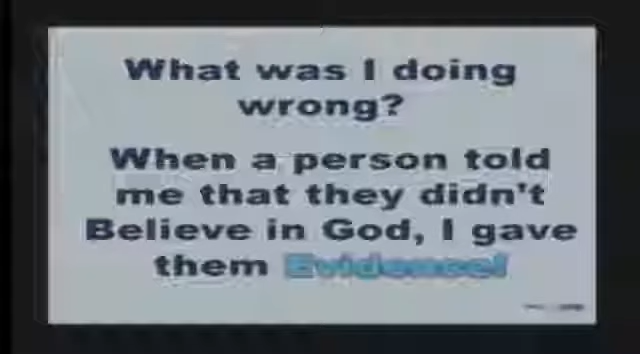 What was I doing
wrong?
When a person told
me that they didn't
Believe in God, I gave
them Evidence!